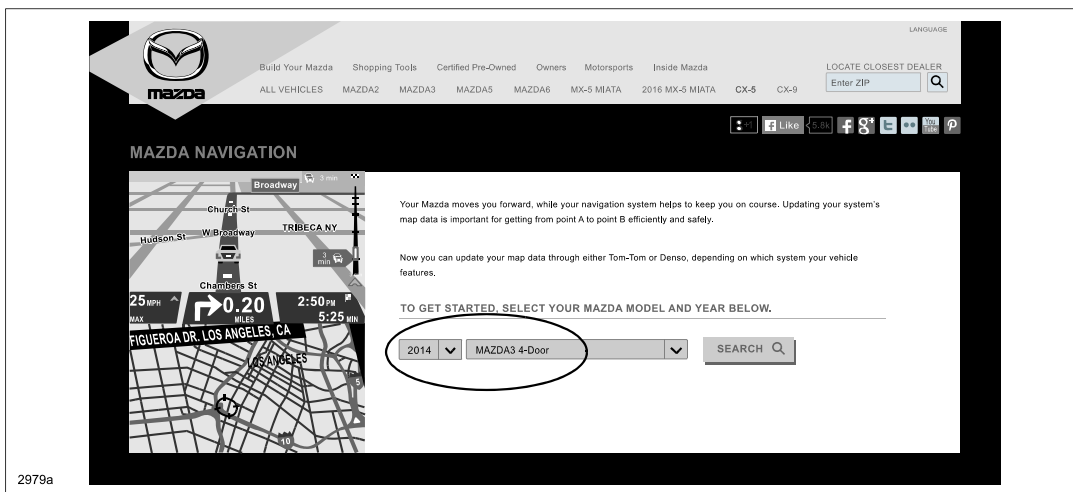 LANGUAGE
mazda
Build Your Mazda Shopping Tools Certified Pre-Owned Owners Motorsports Inside Mazda
LOCATE CLOSEST DEALER
ALL VEHICLES MAZDA2 MAZDA3 MAZDA5 MAZDA6 MX-5 MIATA 2016 MX-5 MIATA CX-5 CX-9
Enter ZIP
+1 Like 5.8k f g+ t You Tube
MAZDA NAVIGATION
Broadway 3 min
Church St
Hudson St W Broadway TRIBECA NY
3 min
Chambers St
25 MPH MAX 0.20 MILES 2:50 PM
5:25 MIN
FIGUEROA DR. LOS ANGELES, CA
LOS ANGELES
5
10
Your Mazda moves you forward, while your navigation system helps to keep you on course. Updating your system's
map data is important for getting from point A to point B efficiently and safely.
Now you can update your map data through either Tom-Tom or Denso, depending on which system your vehicle
features.
TO GET STARTED, SELECT YOUR MAZDA MODEL AND YEAR BELOW.
2014 MAZDA3 4-Door SEARCH
2979a